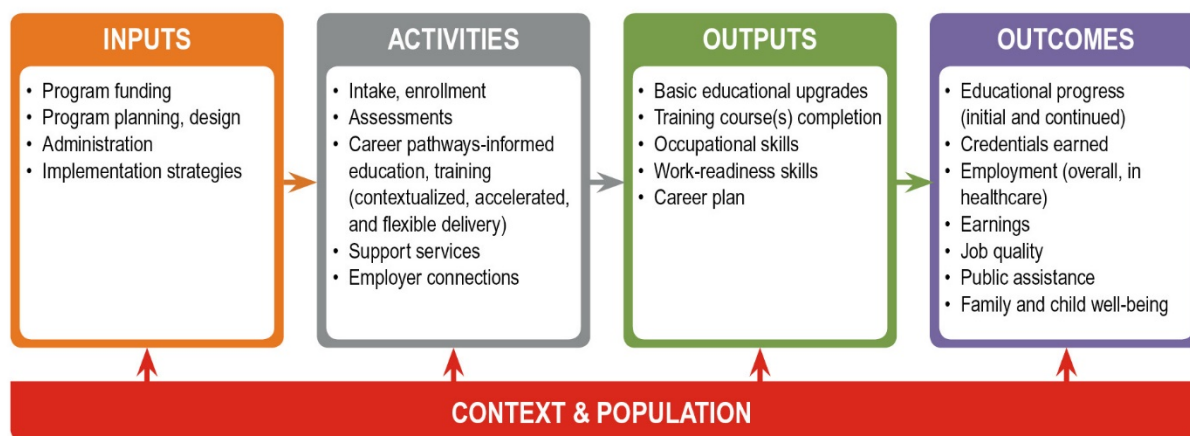 INPUTS
• Program funding
• Program planning, design
• Administration
• Implementation strategies
ACTIVITIES
• Intake, enrollment
• Assessments
• Career pathways-informed
education, training
(contextualized, accelerated,
and flexible delivery)
• Support services
• Employer connections
OUTPUTS
• Basic educational upgrades
• Training course(s) completion
• Occupational skills
• Work-readiness skills
• Career plan
OUTCOMES
• Educational progress
(initial and continued)
• Credentials earned
• Employment (overall, in
healthcare)
• Earnings
• Job quality
• Public assistance
• Family and child well-being
CONTEXT & POPULATION